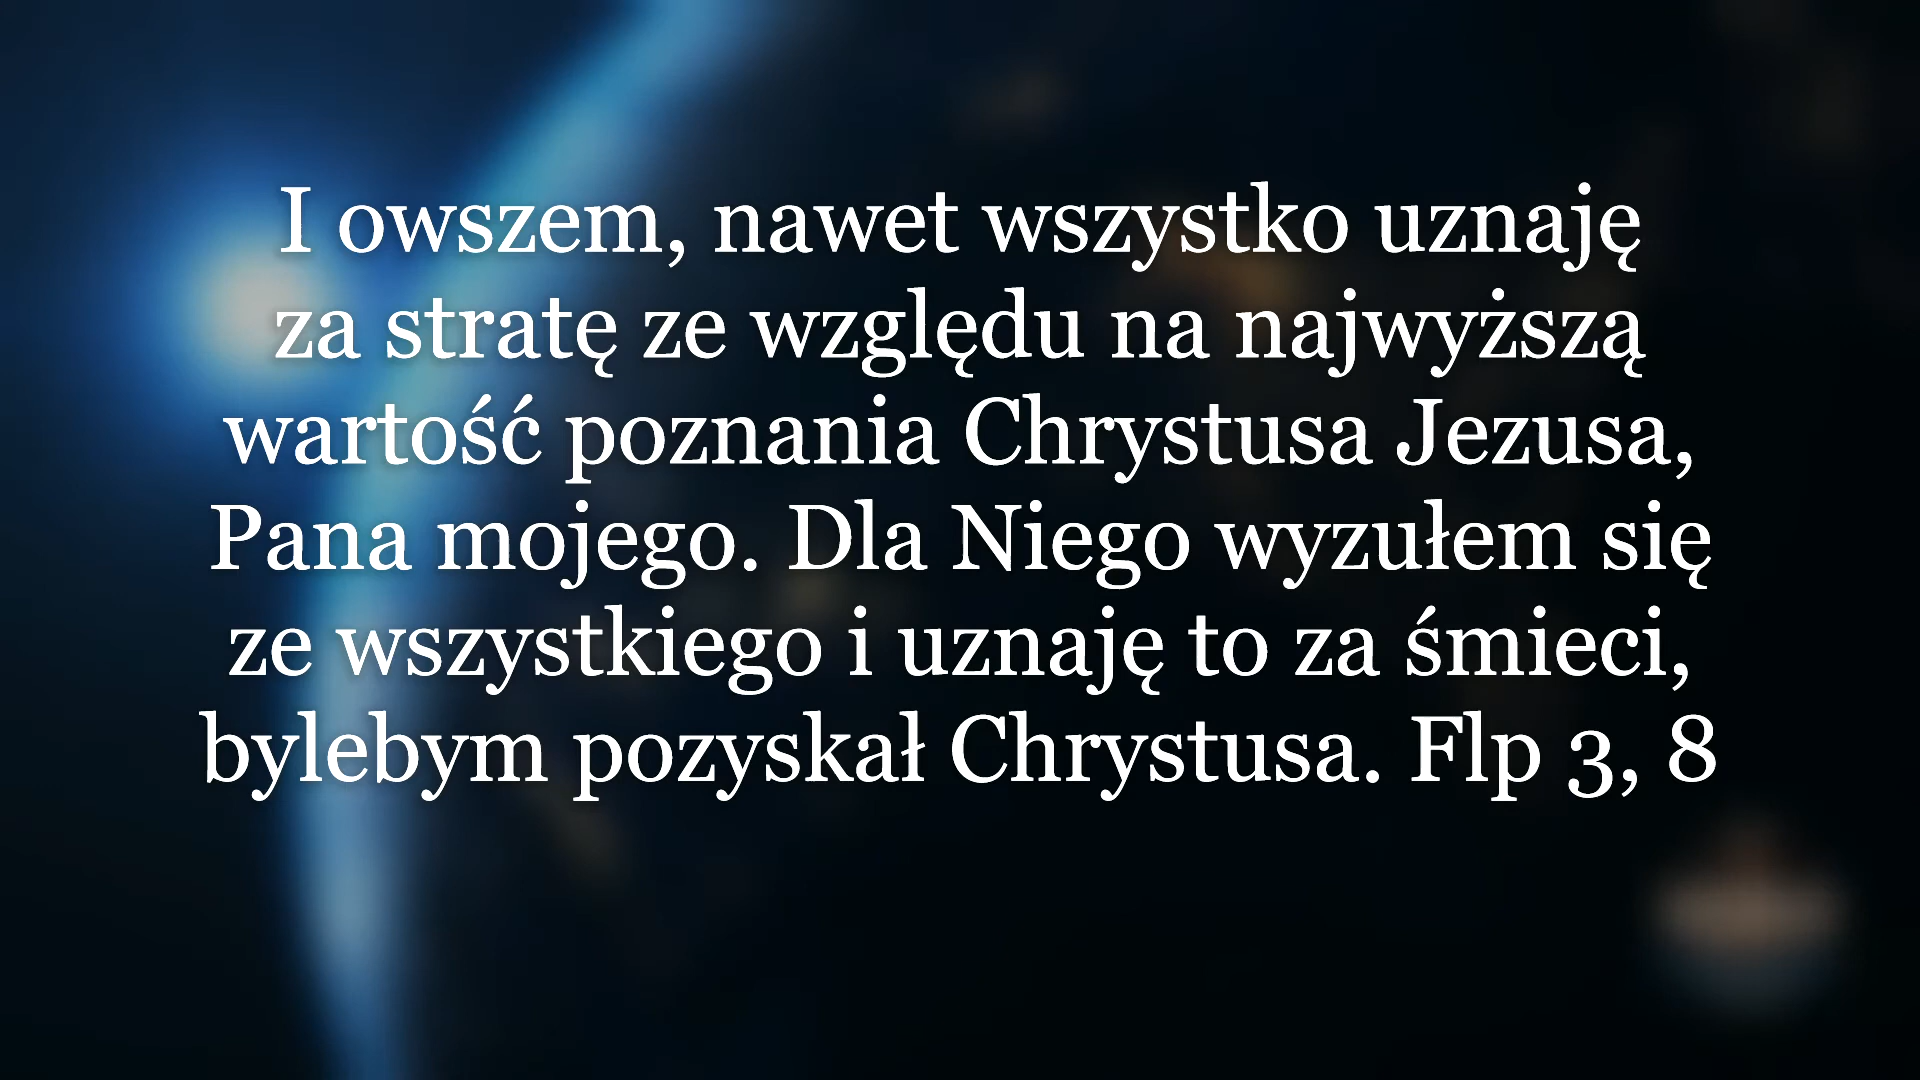 I owszem, nawet wszystko uznaję
za stratę ze względu na najwyższą
wartość poznania Chrystusa Jezusa,
Pana mojego. Dla Niego wyzułem się
ze wszystkiego i uznaję to za śmieci,
bylebym pozyskał Chrystusa. Flp 3, 8